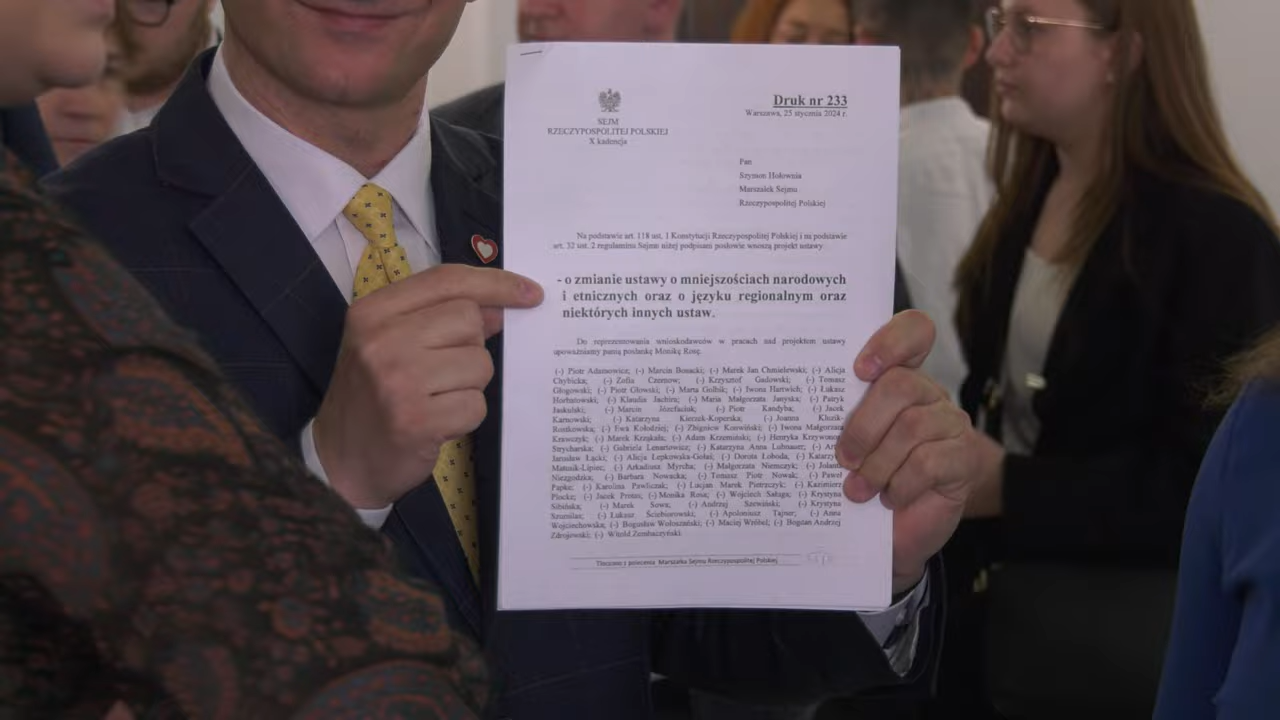 SEJM
RZECZYPOSPOLITEJ POLSKIEJ
X kadencja
Druk nr 233
Warszawa, 25 stycznia 2024 r.
Pan
Szymon Hołownia
Marszałek Sejmu
Rzeczypospolitej Polskiej
Na podstawie art. 118 ust. 1 Konstytucji Rzeczypospolitej Polskiej i na podstawie
art. 32 ust. 2 regulaminu Sejmu niżej podpisani posłowie wnoszą projekt ustawy
- o zmianie ustawy o mniejszościach narodowych
i etnicznych oraz o języku regionalnym oraz
niektórych innych ustaw.
Do reprezentowania wnioskodawców w pracach nad projektem ustawy
upoważniamy panią posłankę Monikę Rosę.
(-) Piotr Adamowicz; (-) Marcin Bosacki; (-) Marek Jan Chmielewski; (-) Alicja
Chybicka; (-) Zofia Czernow; (-) Krzysztof Gadowski; (-) Tomasz
Głogowski; (-) Piotr Głowski; (-) Marta Golbik; (-) Iwona Hartwich; (-) Łukasz
Horbatowski; (-) Klaudia Jachira; (-) Maria Małgorzata Janyska; (-) Patryk
Jaskulski; (-) Marcin Józefaciuk; (-) Piotr Kandyba; (-) Jacek
Karnowski; (-) Katarzyna Kierzek-Koperska; (-) Joanna Kluzik-
Rostkowska; (-) Ewa Kołodziej; (-) Zbigniew Konwiński; (-) Iwona Małgorzata
Krawczyk; (-) Marek Krząkała; (-) Adam Krzemiński; (-) Henryka Krzywonos-
Strycharska; (-) Gabriela Lenartowicz; (-) Katarzyna Anna Lubnauer; (-) Art
Jarosław Łącki; (-) Alicja Łepkowska-Gołaś; (-) Dorota Łoboda; (-) Katarzyn
Matusik-Lipiec; (-) Arkadiusz Myrcha; (-) Małgorzata Niemczyk; (-) Jolanta
Niezgodzka; (-) Barbara Nowacka; (-) Tomasz Piotr Nowak; (-) Paweł
Papke; (-) Karolina Pawliczak; (-) Lucjan Marek Pietrzczyk; (-) Kazimierz
Plocke; (-) Jacek Protas; (-) Monika Rosa; (-) Wojciech Saługa; (-) Krystyna
Sibińska; (-) Marek Sowa; (-) Andrzej Szewiński; (-) Krystyna
Szumilas; (-) Łukasz Ściebiorowski; (-) Apoloniusz Tajner; (-) Anna
Wojciechowska; (-) Bogusław Wołoszański; (-) Maciej Wróbel; (-) Bogdan Andrzej
Zdrojewski; (-) Witold Zembaczyński.
Tłoczono z polecenia Marszałka Sejmu Rzeczypospolitej Polskiej